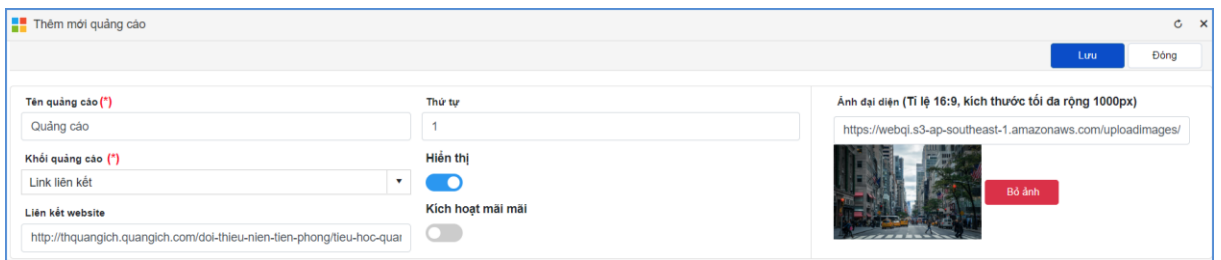 Thêm mới quảng cáo
Lưu
Đóng
Tên quảng cáo (*)
Quảng cáo
Thứ tự
1
Khối quảng cáo (*)
Link liên kết
Hiển thị
Liên kết website
http://thquangich.quangich.com/doi-thieu-nien-tien-phong/tieu-hoc-quar
Kích hoạt mãi mãi
Ảnh đại diện (Tỉ lệ 16:9, kích thước tối đa rộng 1000px)
https://webqi.s3-ap-southeast-1.amazonaws.com/uploadimages/
Bỏ ảnh